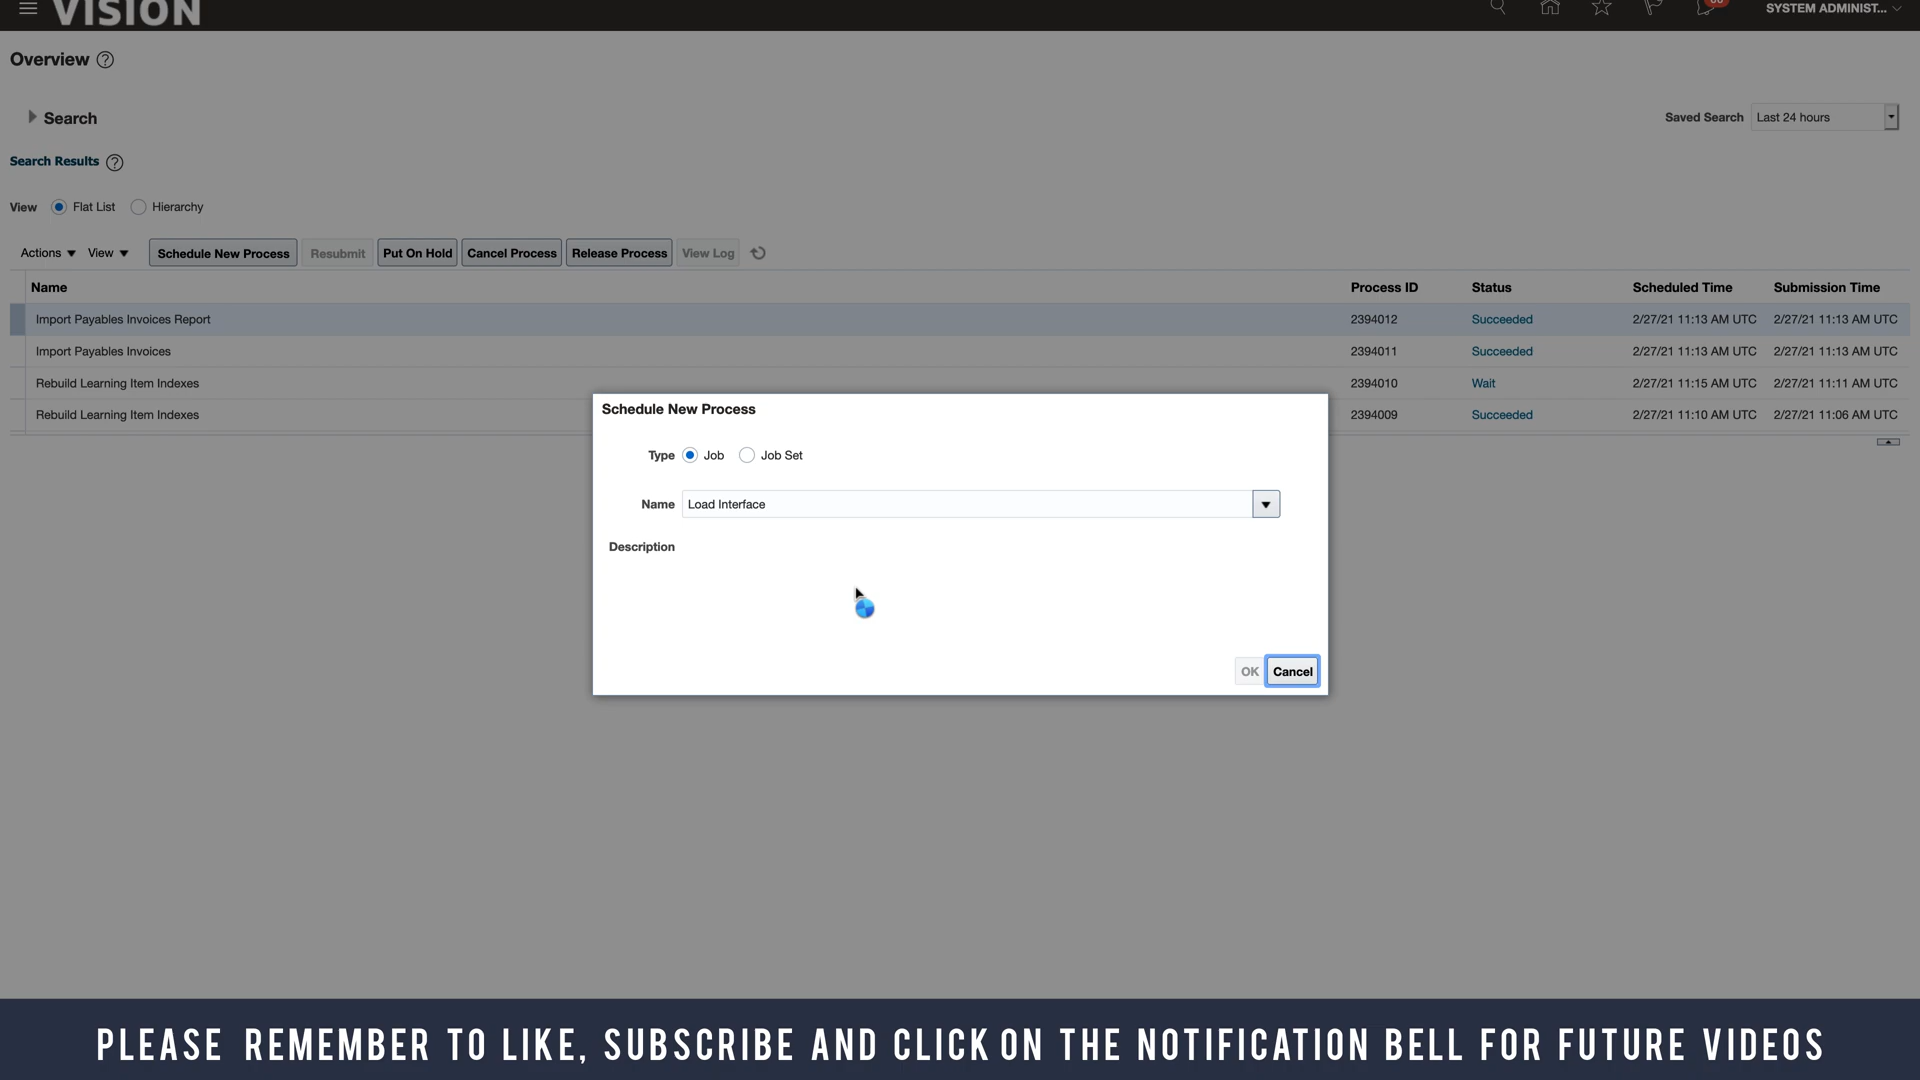 VISION
SYSTEM ADMINIST...
Overview
Search
Saved Search Last 24 hours
Search Results
View Flat List Hierarchy
Actions View Schedule New Process Resubmit Put On Hold Cancel Process Release Process View Log
Name Process ID Status Scheduled Time Submission Time
Import Payables Invoices Report 2394012 Succeeded 2/27/21 11:13 AM UTC 2/27/21 11:13 AM UTC
Import Payables Invoices 2394011 Succeeded 2/27/21 11:13 AM UTC 2/27/21 11:13 AM UTC
Rebuild Learning Item Indexes 2394010 Wait 2/27/21 11:15 AM UTC 2/27/21 11:11 AM UTC
Rebuild Learning Item Indexes 2394009 Succeeded 2/27/21 11:10 AM UTC 2/27/21 11:06 AM UTC
Schedule New Process
Type Job Job Set
Name Load Interface
Description
OK Cancel
PLEASE REMEMBER TO LIKE, SUBSCRIBE AND CLICK ON THE NOTIFICATION BELL FOR FUTURE VIDEOS